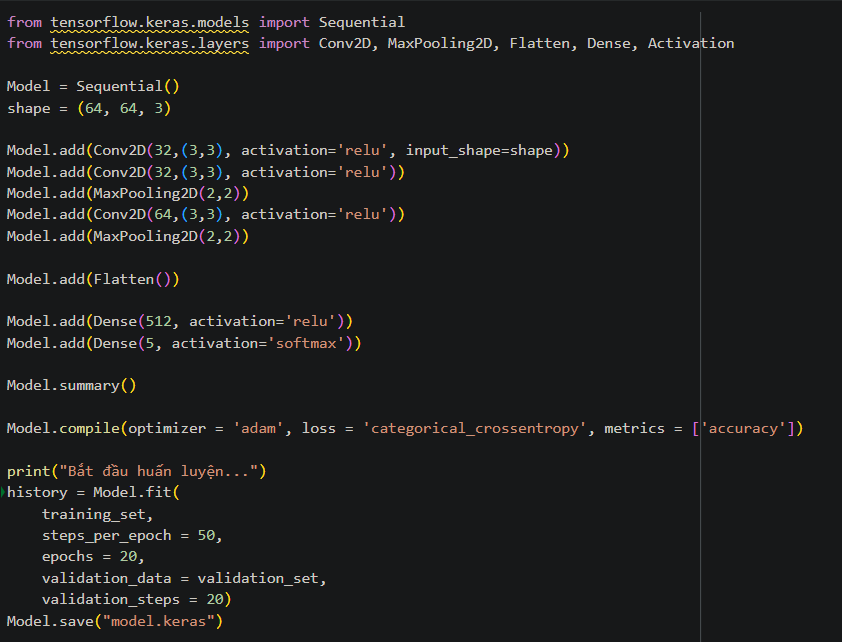 from tensorflow.keras.models import Sequential
from tensorflow.keras.layers import Conv2D, MaxPooling2D, Flatten, Dense, Activation
Model = Sequential()
shape = (64, 64, 3)
Model.add(Conv2D(32,(3,3), activation='relu', input_shape=shape))
Model.add(Conv2D(32,(3,3), activation='relu'))
Model.add(MaxPooling2D(2,2))
Model.add(Conv2D(64,(3,3), activation='relu'))
Model.add(MaxPooling2D(2,2))
Model.add(Flatten())
Model.add(Dense(512, activation='relu'))
Model.add(Dense(5, activation='softmax'))
Model.summary()
Model.compile(optimizer = 'adam', loss = 'categorical_crossentropy', metrics = ['accuracy'])
print("Bắt đầu huấn luyện...")
history = Model.fit(
    training_set,
    steps_per_epoch = 50,
    epochs = 20,
    validation_data = validation_set,
    validation_steps = 20)
Model.save("model.keras")